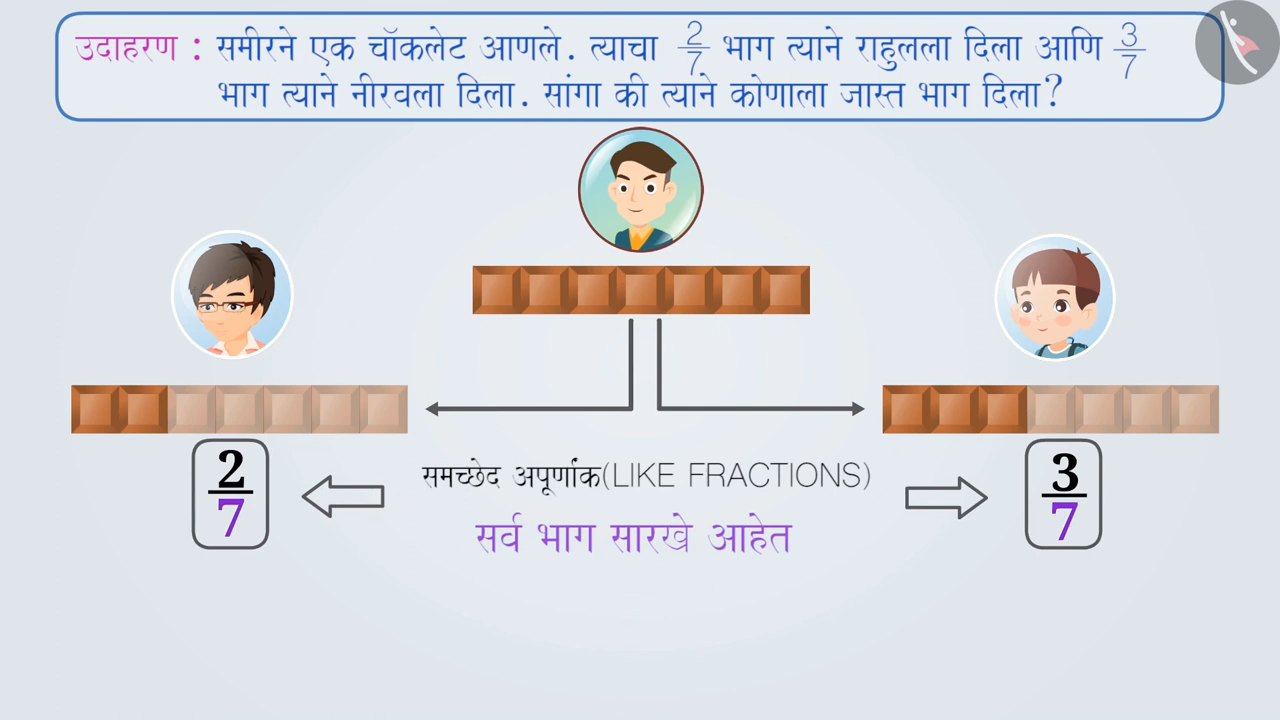 उदाहरण : समीरने एक चॉकलेट आणले. त्याचा 2/7 भाग त्याने राहुलला दिला आणि 3/7
भाग त्याने नीरवला दिला. सांगा की त्याने कोणाला जास्त भाग दिला?
समच्छेद अपूर्णांक(LIKE FRACTIONS)
2/7
3/7
सर्व भाग सारखे आहेत